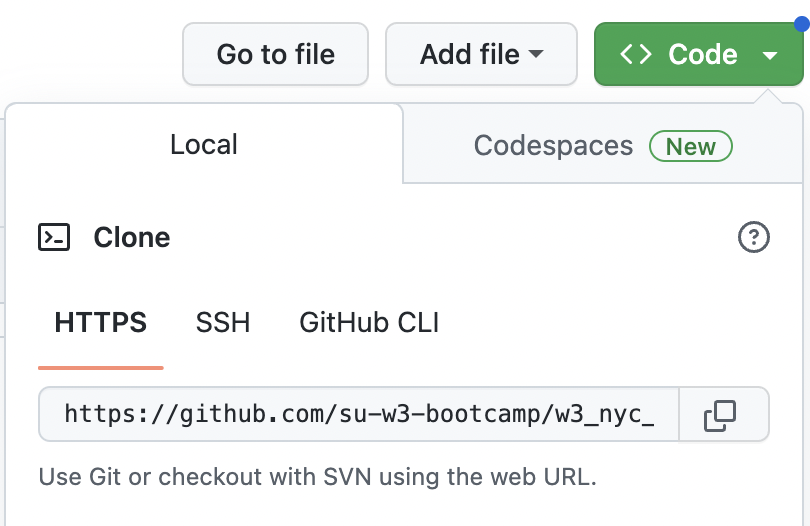 Go to file Add file Code
Local Codespaces New
Clone
HTTPS SSH GitHub CLI
https://github.com/su-w3-bootcamp/w3_nyc_
Use Git or checkout with SVN using the web URL.